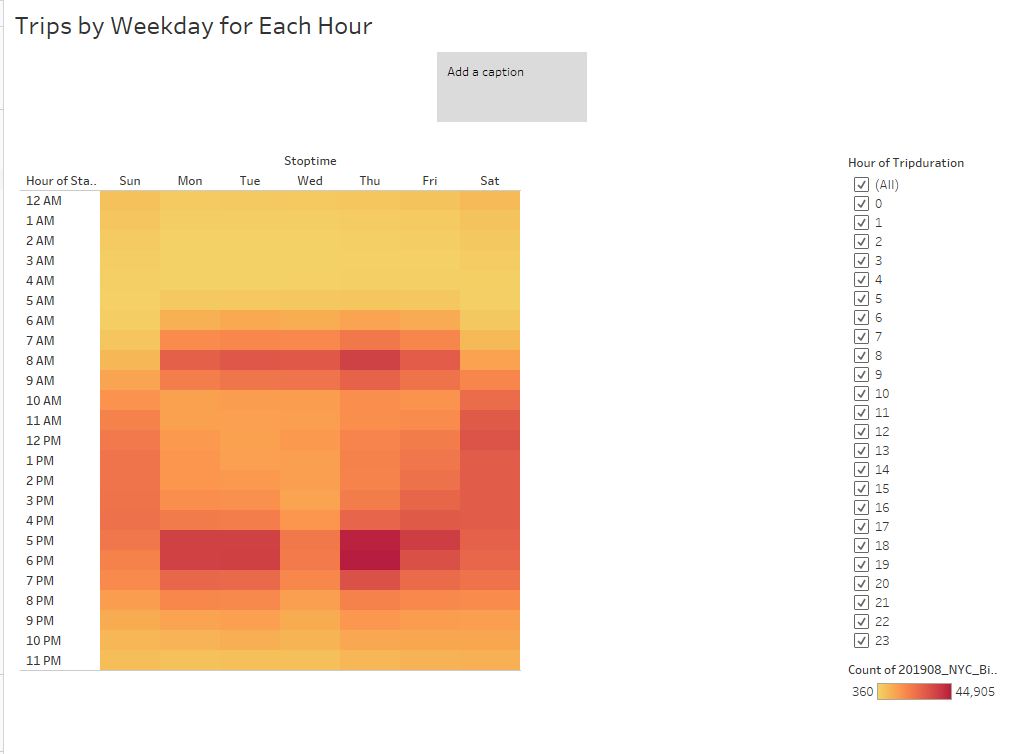 Trips by Weekday for Each Hour
Add a caption
Stoptime
Hour of Sta.. Sun Mon Tue Wed Thu Fri Sat
12 AM
1 AM
2 AM
3 AM
4 AM
5 AM
6 AM
7 AM
8 AM
9 AM
10 AM
11 AM
12 PM
1 PM
2 PM
3 PM
4 PM
5 PM
6 PM
7 PM
8 PM
9 PM
10 PM
11 PM
Hour of Tripduration
(All)
0
1
2
3
4
5
6
7
8
9
10
11
12
13
14
15
16
17
18
19
20
21
22
23
Count of 201908_NYC_Bi..
360 44,905